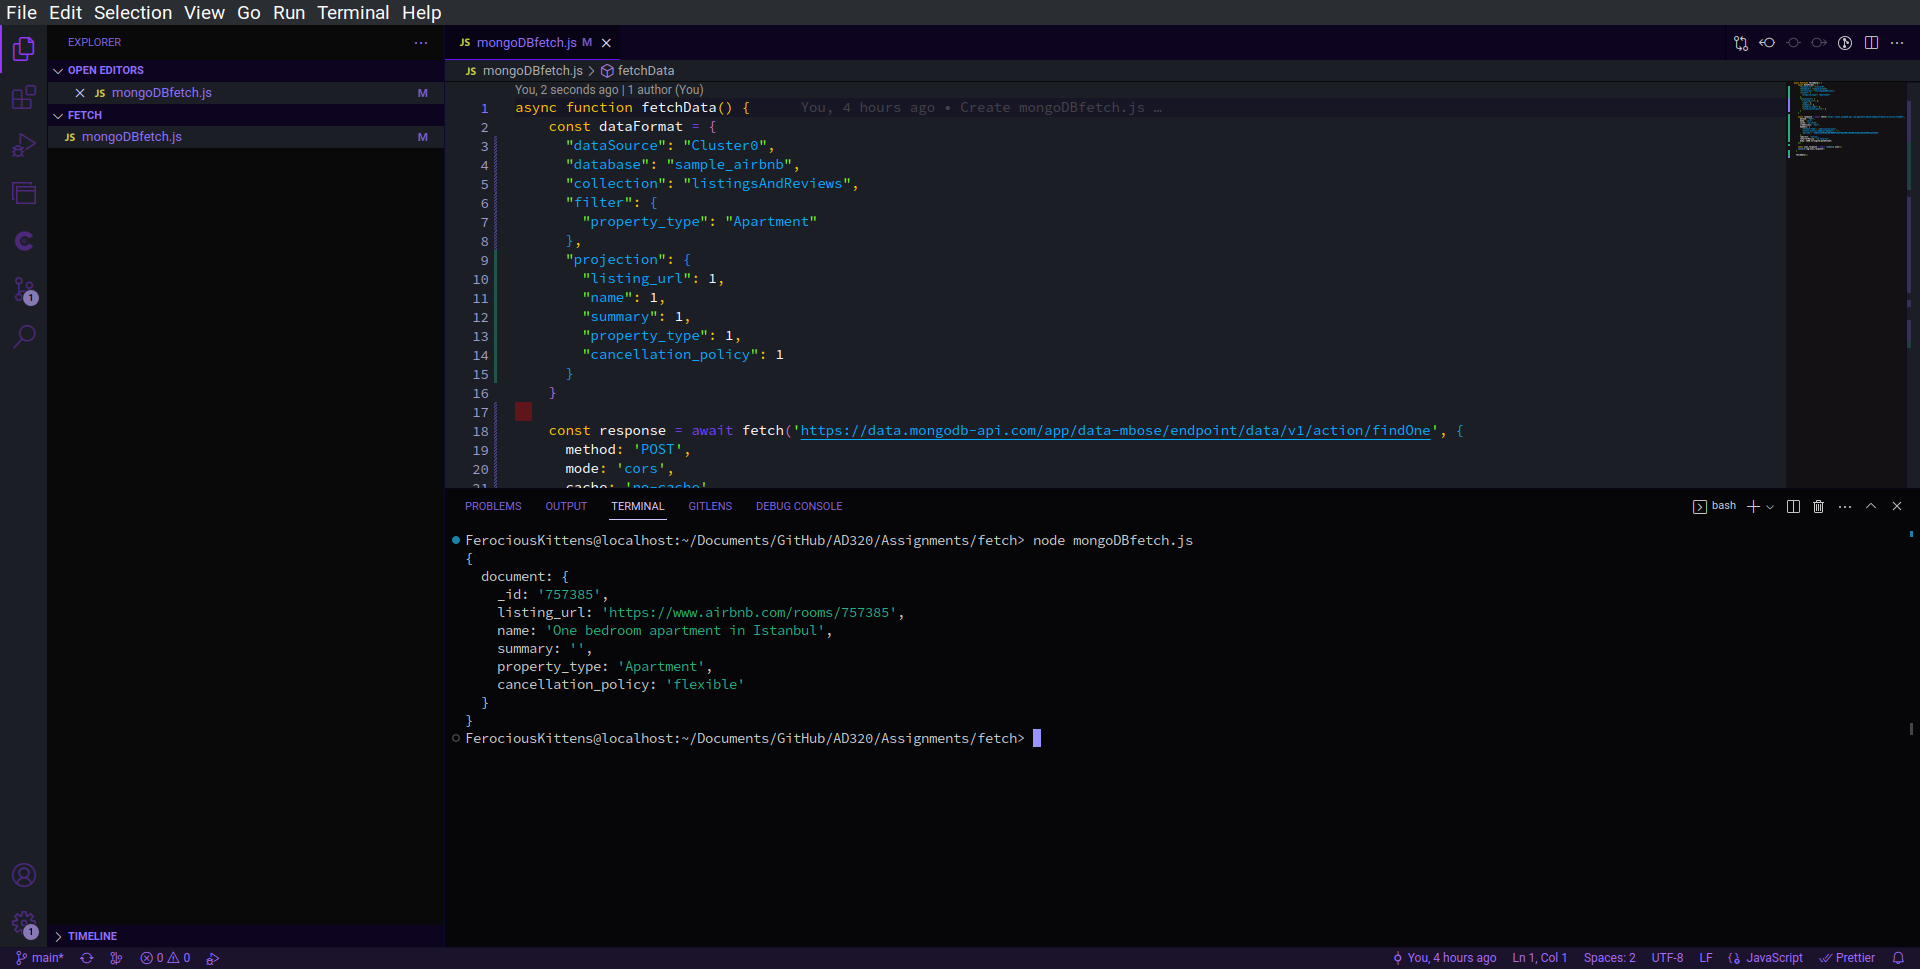 File Edit Selection View Go Run Terminal Help
EXPLORER
OPEN EDITORS
JS mongoDBfetch.js M
FETCH
JS mongoDBfetch.js M
TIMELINE
1
1
JS mongoDBfetch.js M
JS mongoDBfetch.js > fetchData
You, 2 seconds ago | 1 author (You)
1 async function fetchData() { You, 4 hours ago • Create mongoDBfetch.js …
2 const dataFormat = {
3 "dataSource": "Cluster0",
4 "database": "sample_airbnb",
5 "collection": "listingsAndReviews",
6 "filter": {
7 "property_type": "Apartment"
8 },
9 "projection": {
10 "listing_url": 1,
11 "name": 1,
12 "summary": 1,
13 "property_type": 1,
14 "cancellation_policy": 1
15 }
16 }
17
18 const response = await fetch('https://data.mongodb-api.com/app/data-mbose/endpoint/data/v1/action/findOne', {
19 method: 'POST',
20 mode: 'cors',
21 cache: 'no-cache'
PROBLEMS OUTPUT TERMINAL GITLENS DEBUG CONSOLE
bash
FerociousKittens@localhost:~/Documents/GitHub/AD320/Assignments/fetch> node mongoDBfetch.js
{
document: {
_id: '757385',
listing_url: 'https://www.airbnb.com/rooms/757385',
name: 'One bedroom apartment in Istanbul',
summary: '',
property_type: 'Apartment',
cancellation_policy: 'flexible'
}
}
FerociousKittens@localhost:~/Documents/GitHub/AD320/Assignments/fetch>
main* 0 0
You, 4 hours ago Ln 1, Col 1 Spaces: 2 UTF-8 LF {} JavaScript Prettier